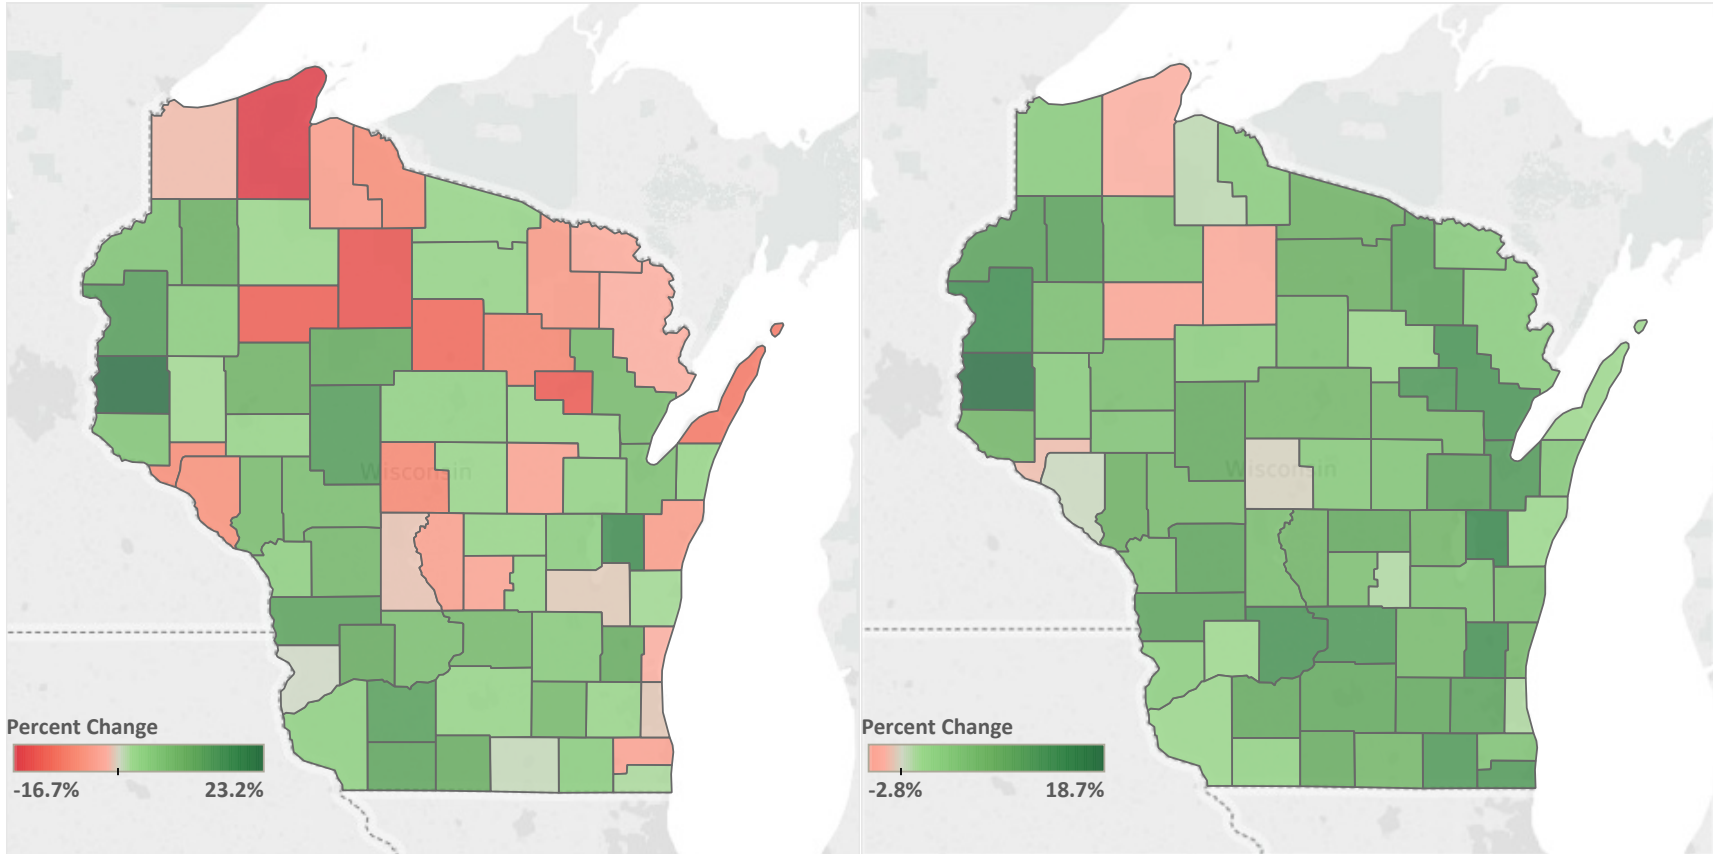 Wisconsin
Wisconsin
Percent Change
-16.7%
23.2%
Percent Change
-2.8%
18.7%